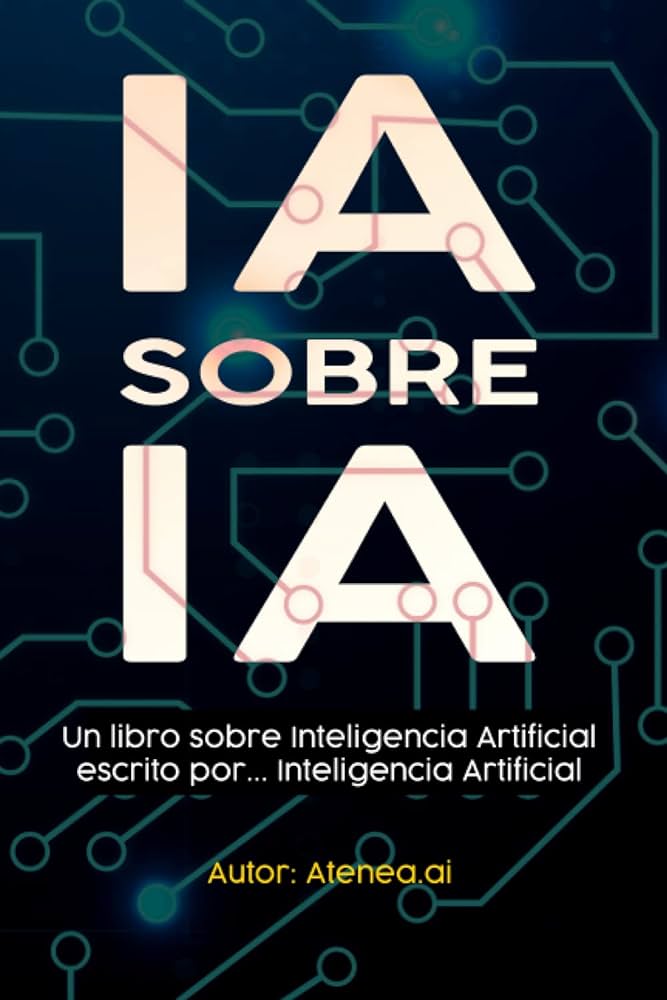 IA
SOBRE
IA
Un libro sobre Inteligencia Artificial
escrito por... Inteligencia Artificial
Autor: Atenea.ai